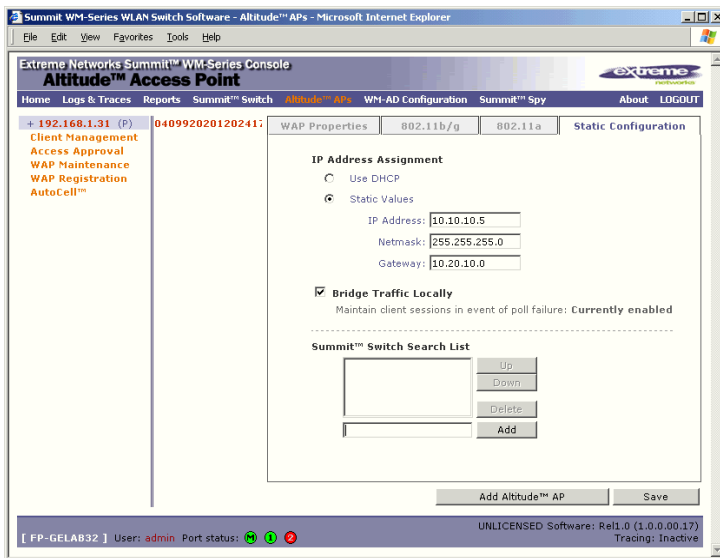 Summit WM-Series WLAN Switch Software - Altitude™ APs - Microsoft Internet Explorer
File Edit View Favorites Tools Help
Extreme Networks Summit™ WM-Series Console
Altitude™ Access Point
extreme networks
Home Logs & Traces Reports Summit™ Switch Altitude™ APs WM-AD Configuration Summit™ Spy About LOGOUT
+ 192.168.1.31 (P)
Client Management
Access Approval
WAP Maintenance
WAP Registration
AutoCell™
0409920201202417
WAP Properties 802.11b/g 802.11a Static Configuration
IP Address Assignment
Use DHCP
Static Values
IP Address: 10.10.10.5
Netmask: 255.255.255.0
Gateway: 10.20.10.0
Bridge Traffic Locally
Maintain client sessions in event of poll failure: Currently enabled
Summit™ Switch Search List
Up
Down
Delete
Add
Add Altitude™ AP Save
[ FP-GELAB32 ] User: admin Port status: M 1 2
UNLICENSED Software: Rel1.0 (1.0.0.00.17)
Tracing: Inactive